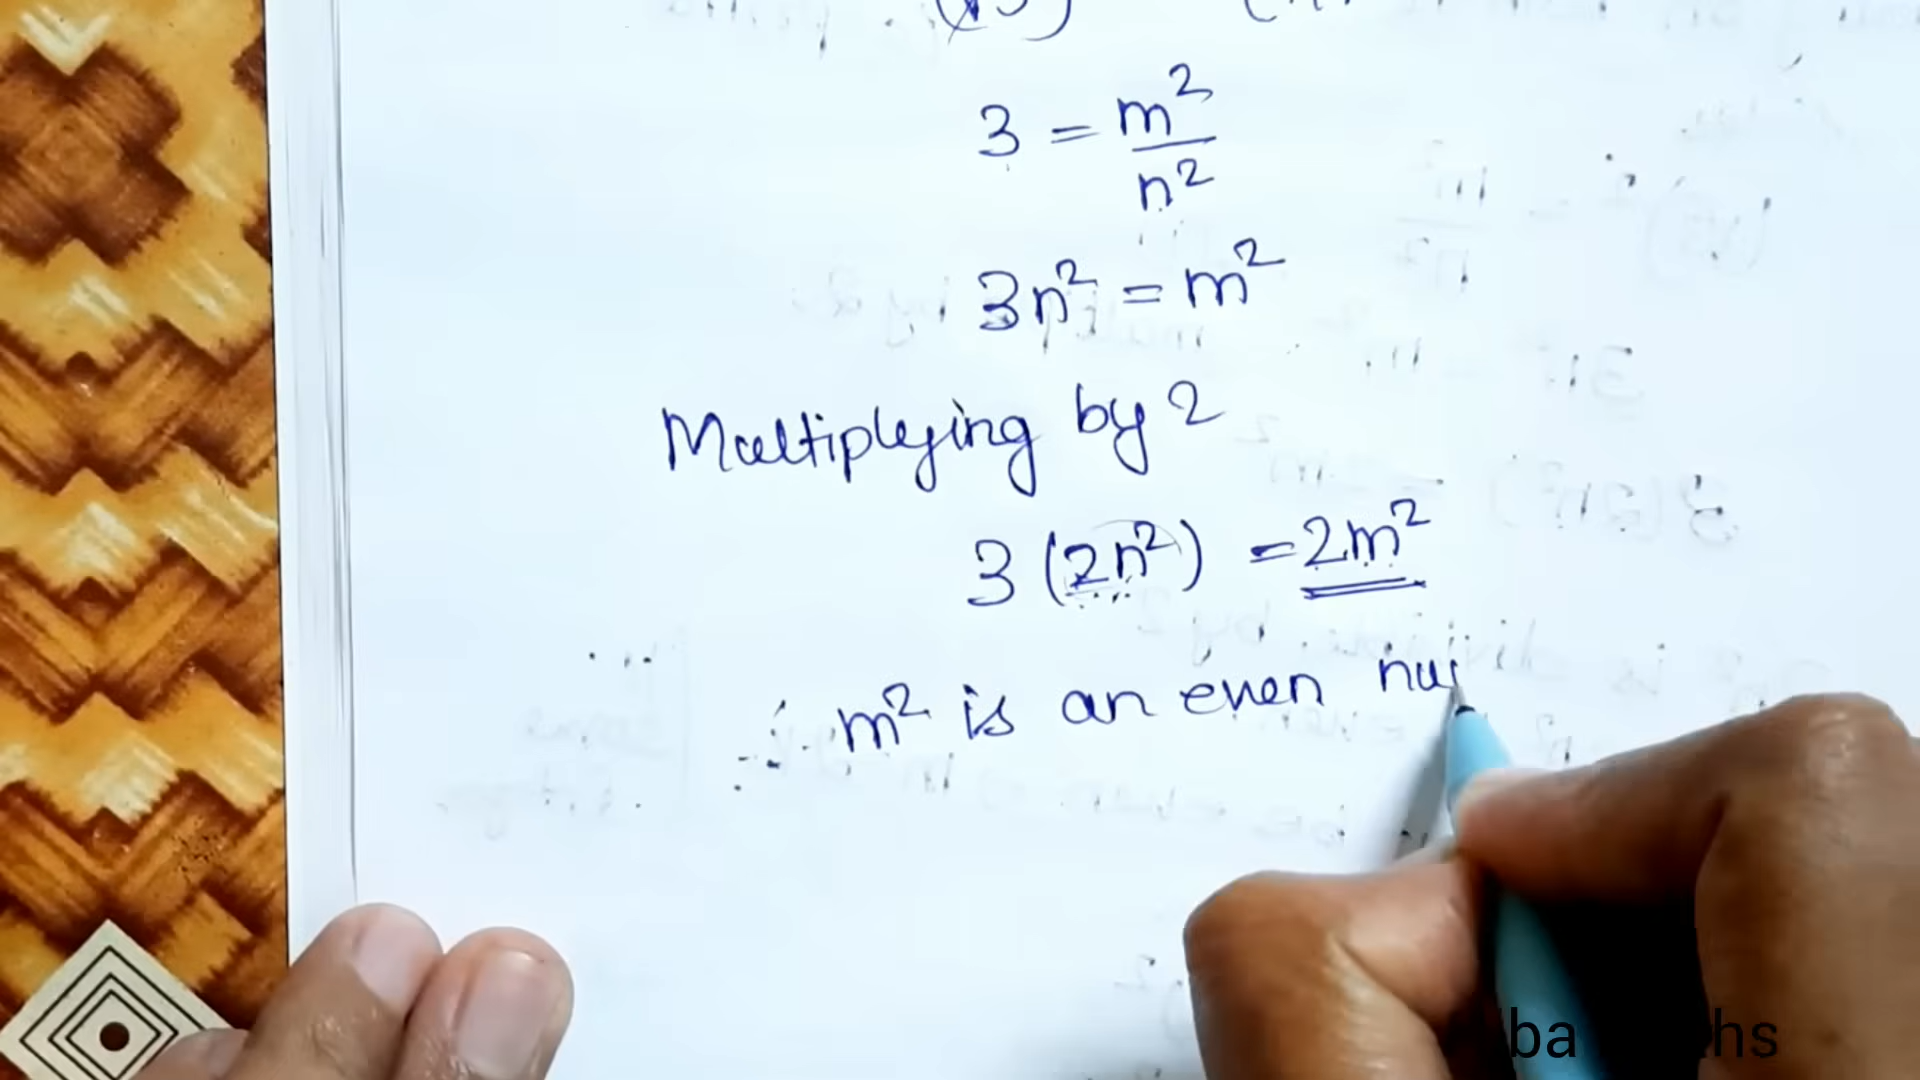 3 = m²/n²
3n² = m²
Multiplying by 2
3 (2n²) = 2m²
∴ m² is an even nu